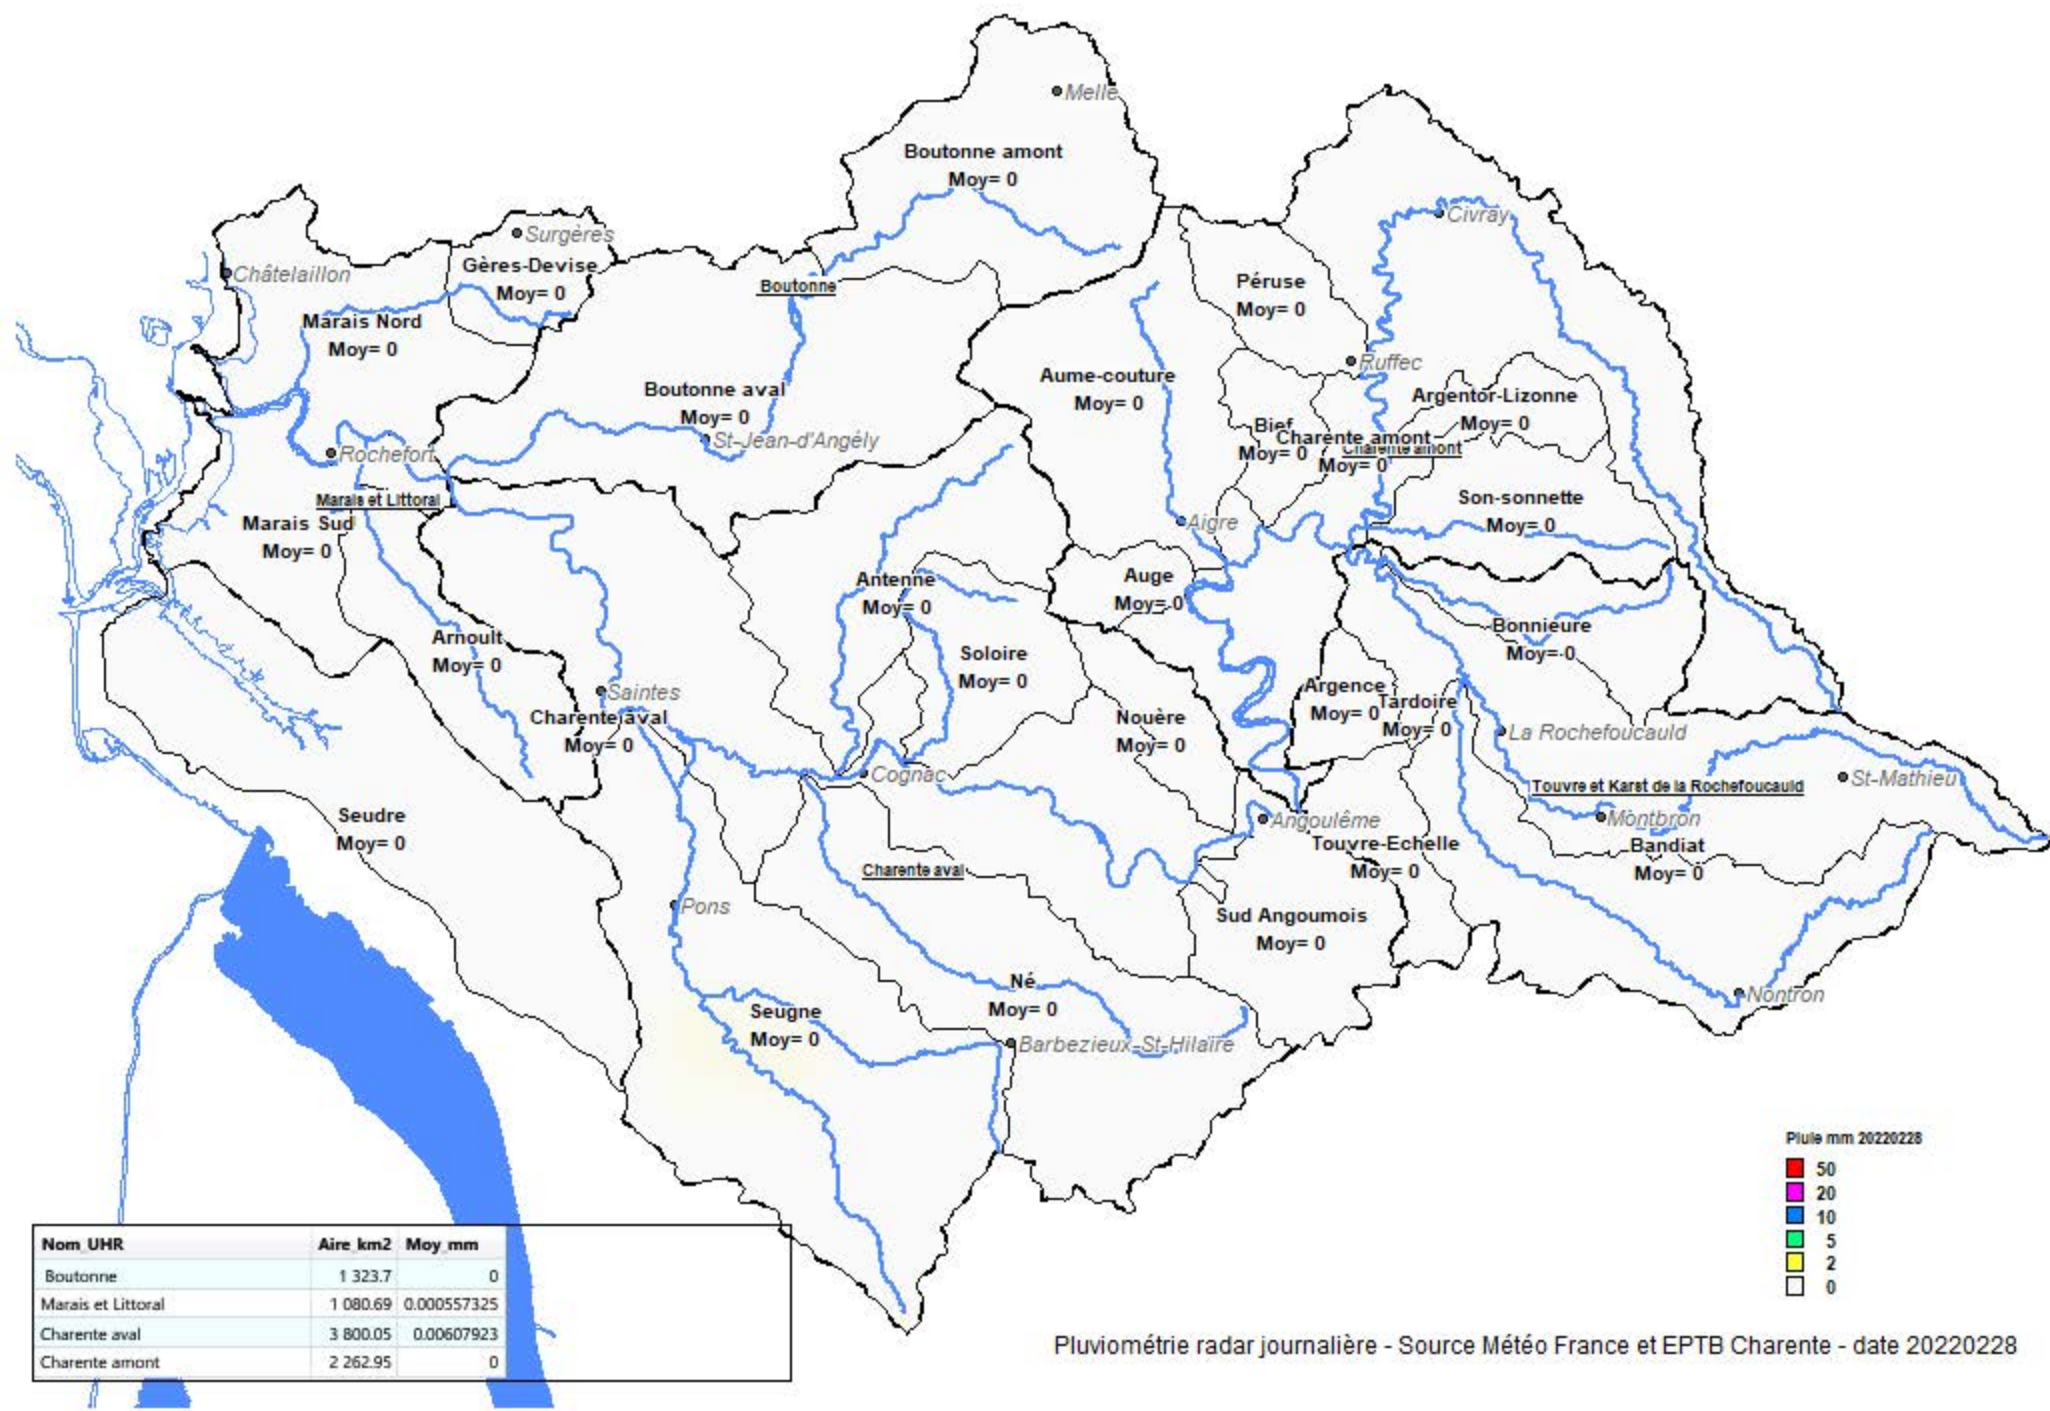 Melle
Boutonne amont
Moy= 0
Civray
Surgères
Châtelaillon
Gères-Devise
Moy= 0
Boutonne
Péruse
Moy= 0
Marais Nord
Moy= 0
Ruffec
Aume-couture
Moy= 0
Boutonne aval
Moy= 0
Argentor-Lizonne
Moy= 0
St-Jean-d'Angély
Bief
Moy= 0
Charente amont
Moy= 0
Charente amont
Rochefort
Marais et Littoral
Son-sonnette
Moy= 0
Marais Sud
Moy= 0
Aigre
Antenne
Moy= 0
Auge
Moy= 0
Bonnieure
Moy= 0
Arnoult
Moy= 0
Soloire
Moy= 0
Saintes
Argence
Moy= 0
Tardoire
Moy= 0
Charente aval
Moy= 0
Nouère
Moy= 0
La Rochefoucauld
Cognac
St-Mathieu
Touvre et Karst de la Rochefoucauld
Seudre
Moy= 0
Angoulême
Montbron
Touvre-Echelle
Moy= 0
Bandiat
Moy= 0
Charente aval
Pons
Sud Angoumois
Moy= 0
Né
Moy= 0
Nontron
Seugne
Moy= 0
Barbezieux-St-Hilaire
Pluie mm 20220228
50
20
10
5
2
0
Nom_UHR Aire_km2 Moy_mm
Boutonne 1 323.7 0
Marais et Littoral 1 080.69 0.000557325
Charente aval 3 800.05 0.00607923
Charente amont 2 262.95 0
Pluviométrie radar journalière - Source Météo France et EPTB Charente - date 20220228